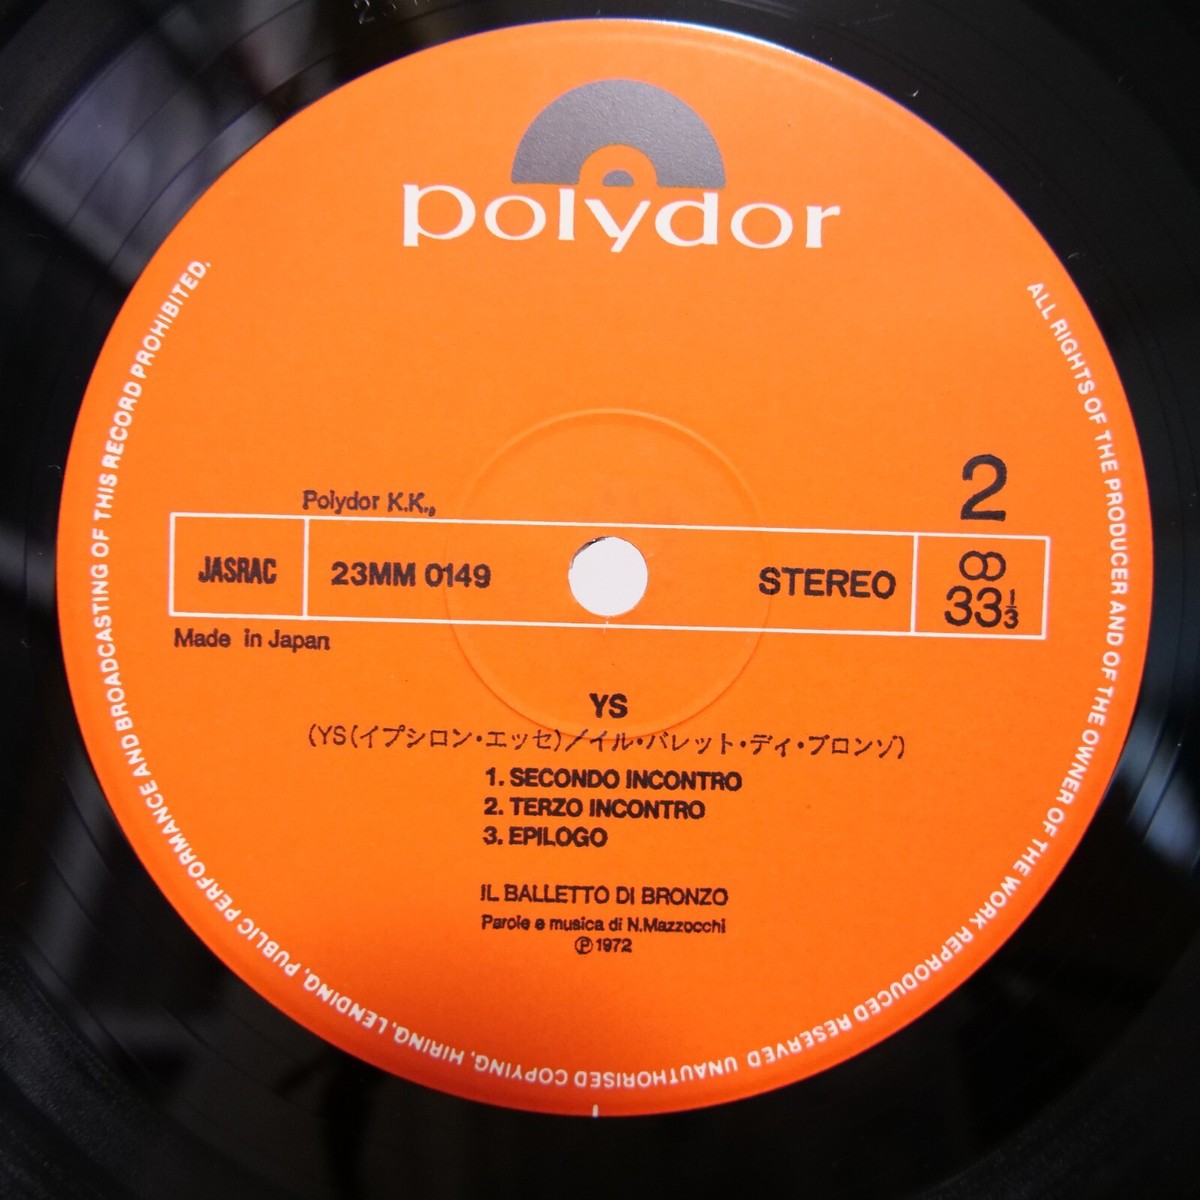 polydor
ALL RIGHTS OF THE PRODUCER AND OF THE OWNER OF THE WORK REPRODUCED RESERVED UNAUTHORISED COPYING, HIRING, LENDING, PUBLIC PERFORMANCE AND BROADCASTING OF THIS RECORD PROHIBITED.
2
Polydor K.K.,
JASRAC 23MM 0149 STEREO
33 1/3
Made in Japan
YS
(YS(イプシロン・エッセ)/イル・バレット・ディ・ブロンゾ)
1. SECONDO INCONTRO
2. TERZO INCONTRO
3. EPILOGO
IL BALLETTO DI BRONZO
Parole e musica di N.Mazzocchi
℗1972